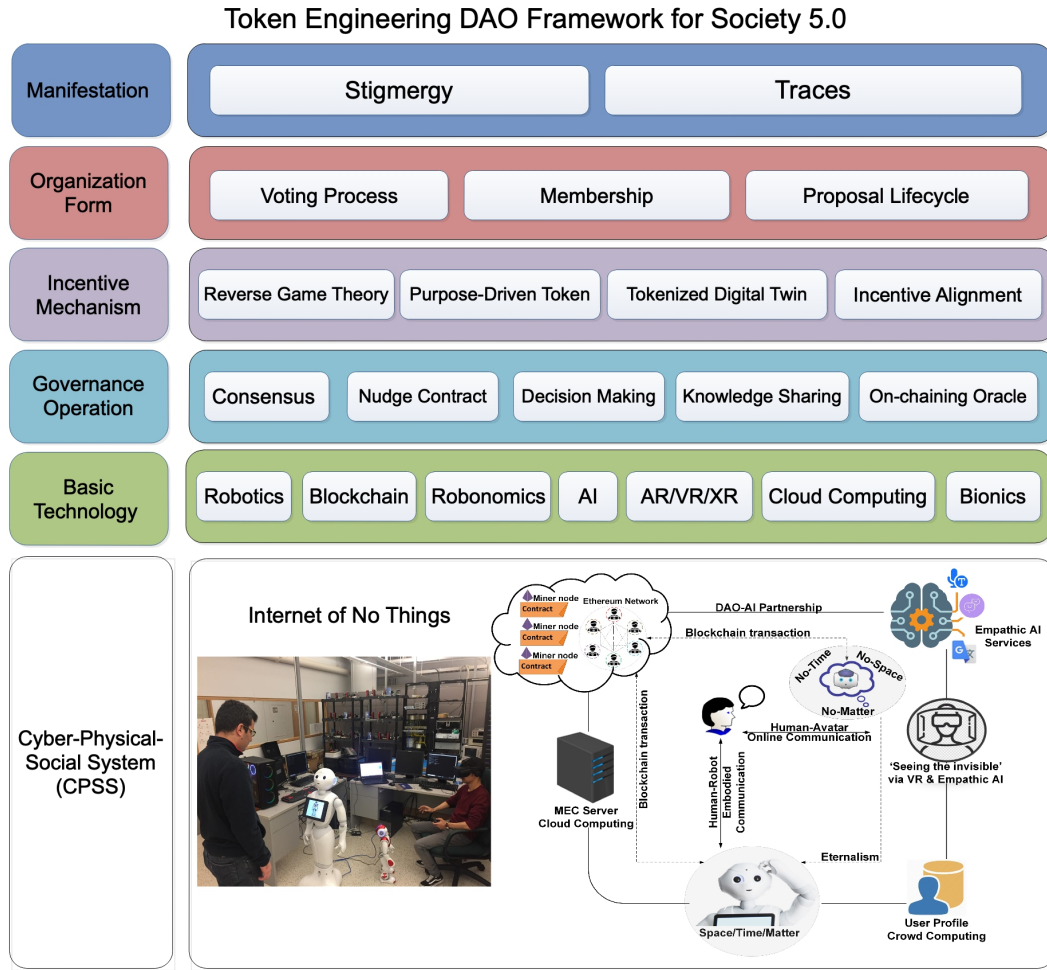 Token Engineering DAO Framework for Society 5.0
Manifestation
Stigmergy
Traces
Organization
Form
Voting Process
Membership
Proposal Lifecycle
Incentive
Mechanism
Reverse Game Theory
Purpose-Driven Token
Tokenized Digital Twin
Incentive Alignment
Governance
Operation
Consensus
Nudge Contract
Decision Making
Knowledge Sharing
On-chaining Oracle
Basic
Technology
Robotics
Blockchain
Robonomics
AI
AR/VR/XR
Cloud Computing
Bionics
Cyber-Physical-
Social System
(CPSS)
Internet of No Things
Miner node
Contract
Miner node
Contract
Miner node
Contract
Ethereum Network
DAO-AI Partnership
Blockchain transaction
T
G
Empathic AI
Services
No-Time
No-Space
No-Matter
Blockchain transaction
Human-Avatar
Online Communication
Human-Robot
Embodied
Communication
'Seeing the invisible'
via VR & Empathic AI
MEC Server
Cloud Computing
Eternalism
Space/Time/Matter
User Profile
Crowd Computing